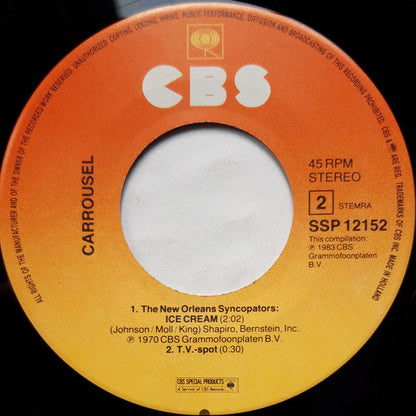 UNAUTHORIZED COPYING, LENDING, HIRING, PUBLIC PERFORMANCE, DIFFUSION AND BROADCASTING OF THIS RECORD PROHIBITED. CBS & ARE REG. TRADEMARKS OF CBS INC. MADE IN HOLLAND
ALL RIGHTS OF THE MANUFACTURER AND OF THE OWNER OF THE RECORDED WORK RESERVED.
CBS
CARROUSEL
45 RPM
STEREO
2 STEMRA
SSP 12152
This compilation:
℗ 1983 CBS
Grammofoonplaten
B.V.
1. The New Orleans Syncopators:
ICE CREAM (2:02)
(Johnson / Moll / King) Shapiro, Bernstein, Inc.
℗ 1970 CBS Grammofoonplaten B.V.
2. T.V.-spot (0:30)
CBS SPECIAL PRODUCTS
A Service of CBS Records